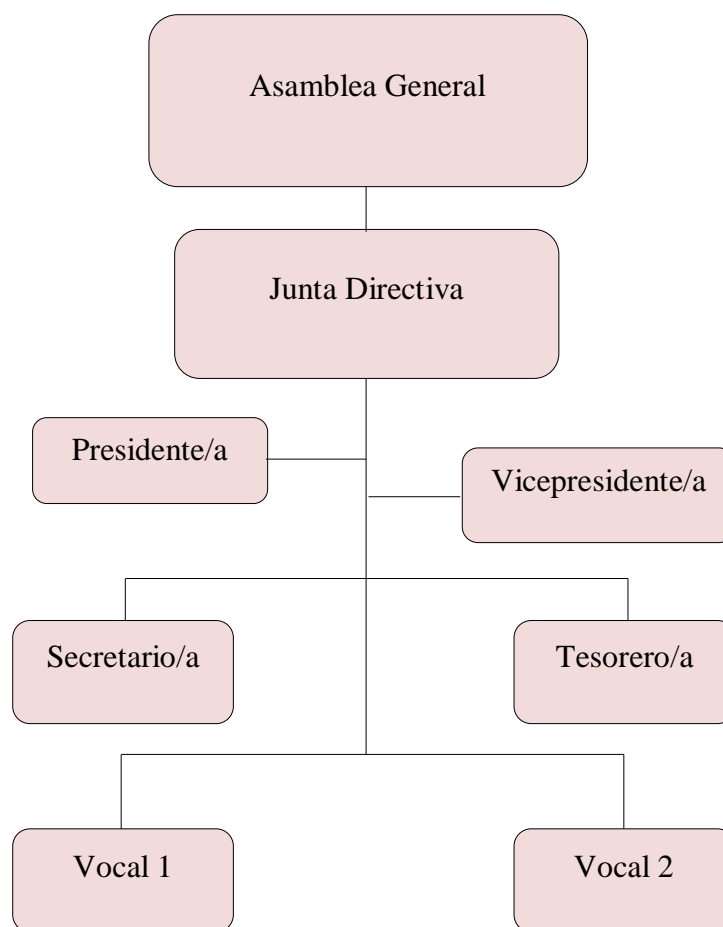 Asamblea General
Junta Directiva
Presidente/a
Vicepresidente/a
Secretario/a
Tesorero/a
Vocal 1
Vocal 2